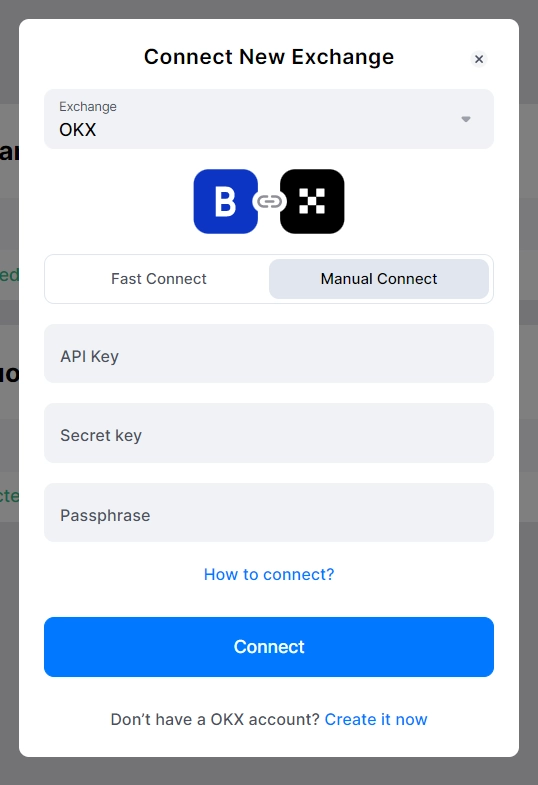 Connect New Exchange
Exchange
OKX
B
Fast Connect
Manual Connect
API Key
Secret key
Passphrase
How to connect?
Connect
Don't have a OKX account? Create it now